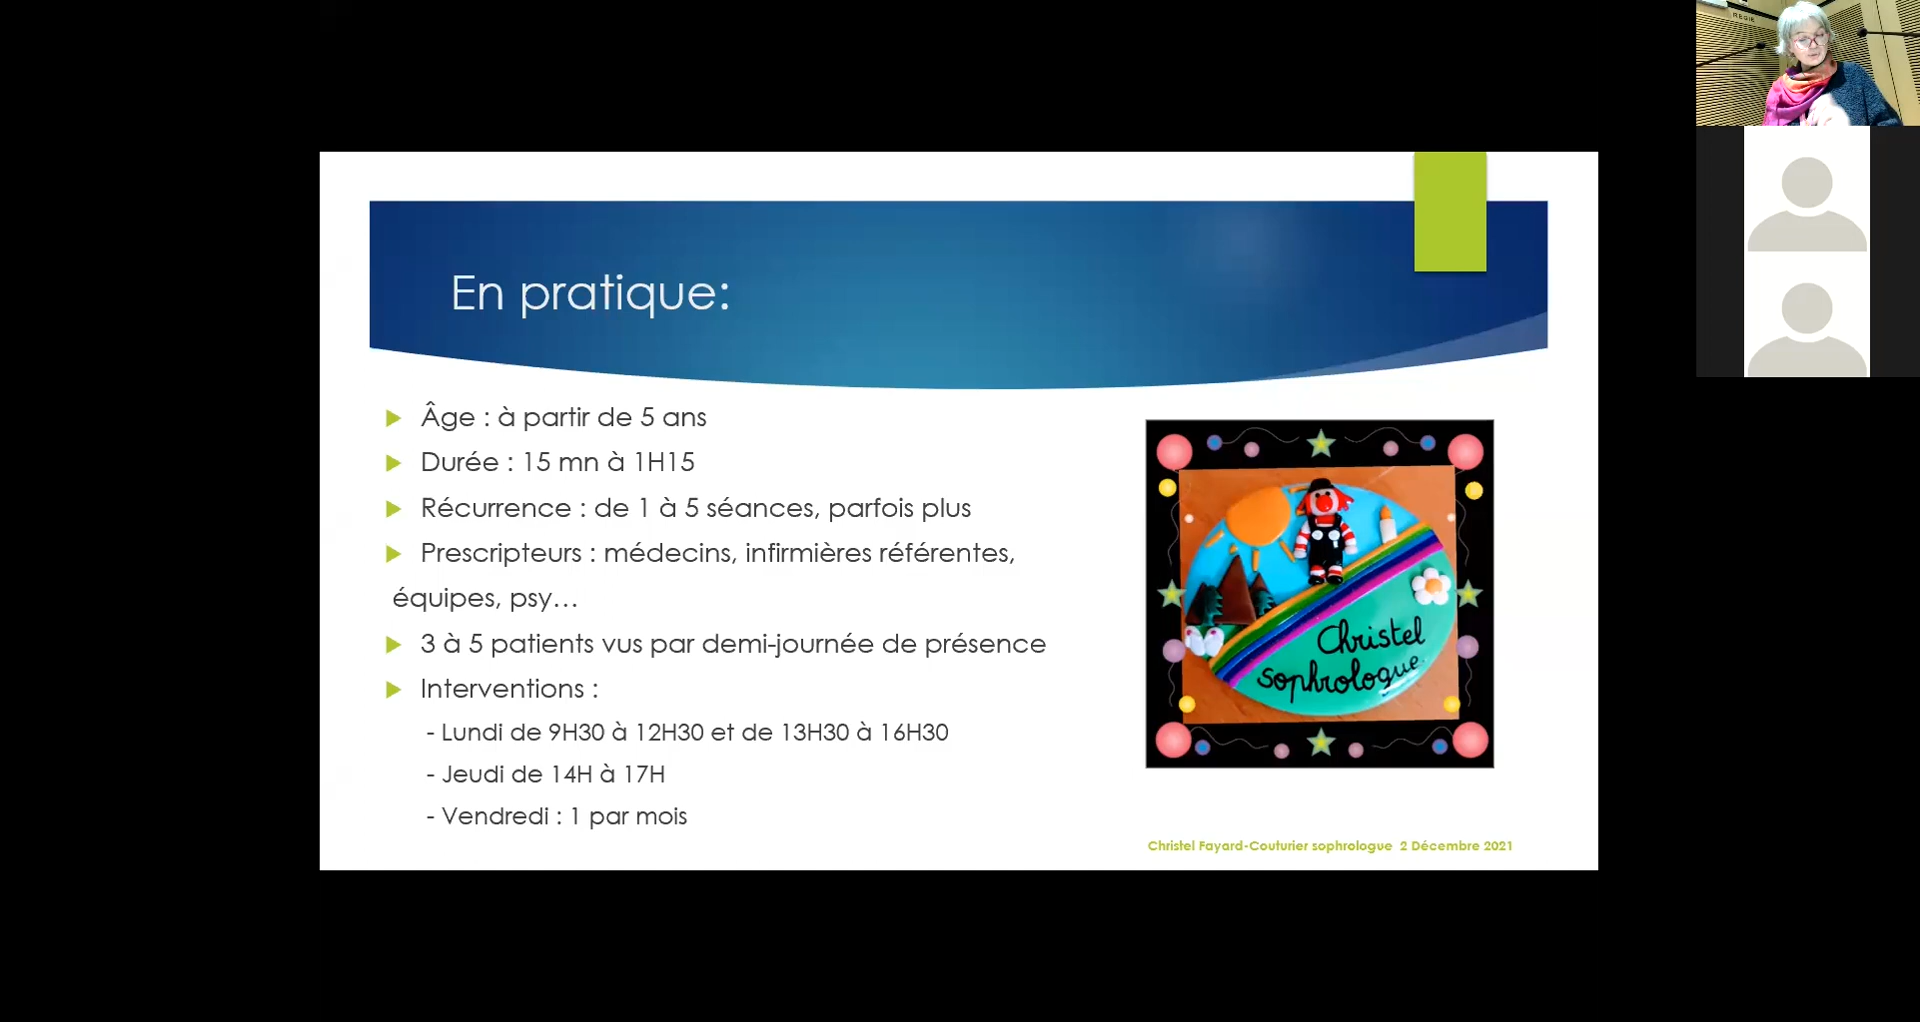 REGIE
En pratique:
Âge : à partir de 5 ans
Durée : 15 mn à 1H15
Récurrence : de 1 à 5 séances, parfois plus
Prescripteurs : médecins, infirmières référentes,
équipes, psy...
3 à 5 patients vus par demi-journée de présence
Interventions :
- Lundi de 9H30 à 12H30 et de 13H30 à 16H30
- Jeudi de 14H à 17H
- Vendredi : 1 par mois
Christel
sophrologue
Christel Fayard-Couturier sophrologue 2 Décembre 2021